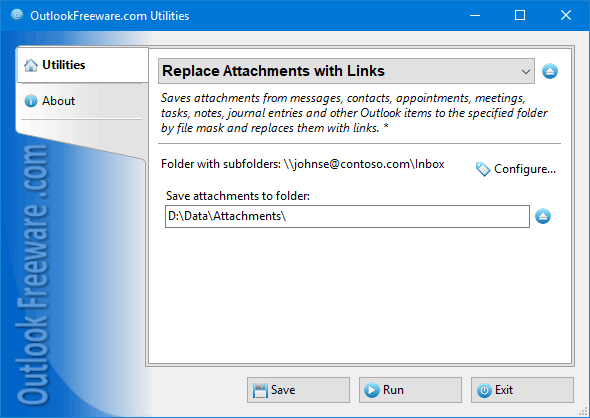 OutlookFreeware.com Utilities
Utilities
About
Replace Attachments with Links
Saves attachments from messages, contacts, appointments, meetings,
tasks, notes, journal entries and other Outlook items to the specified folder
by file mask and replaces them with links. *
Folder with subfolders: \\johnse@contoso.com\Inbox
Configure...
Save attachments to folder:
D:\Data\Attachments\
Outlook Freeware .com
Save
Run
Exit